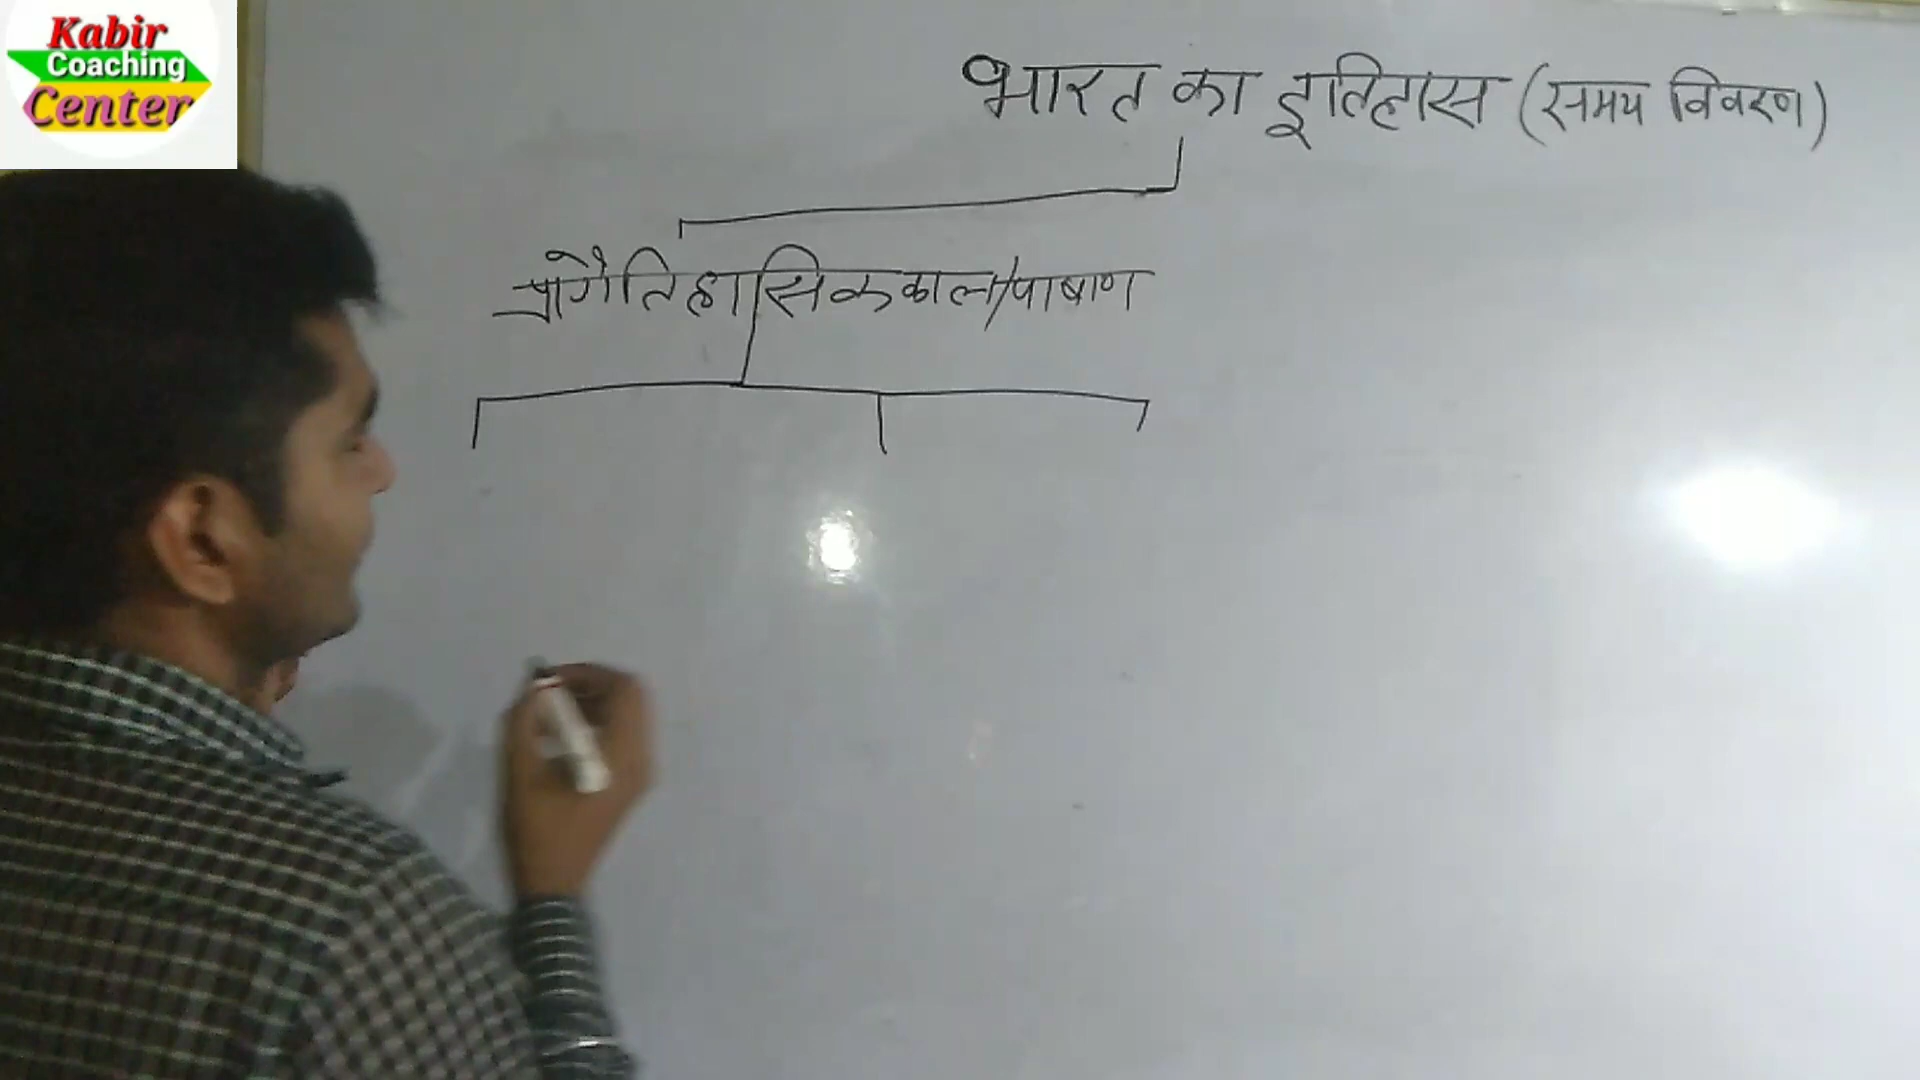 Kabir
Coaching
Center
भारत का इतिहास (समय विवरण)
प्रागैतिहासिक काल/पाषाण